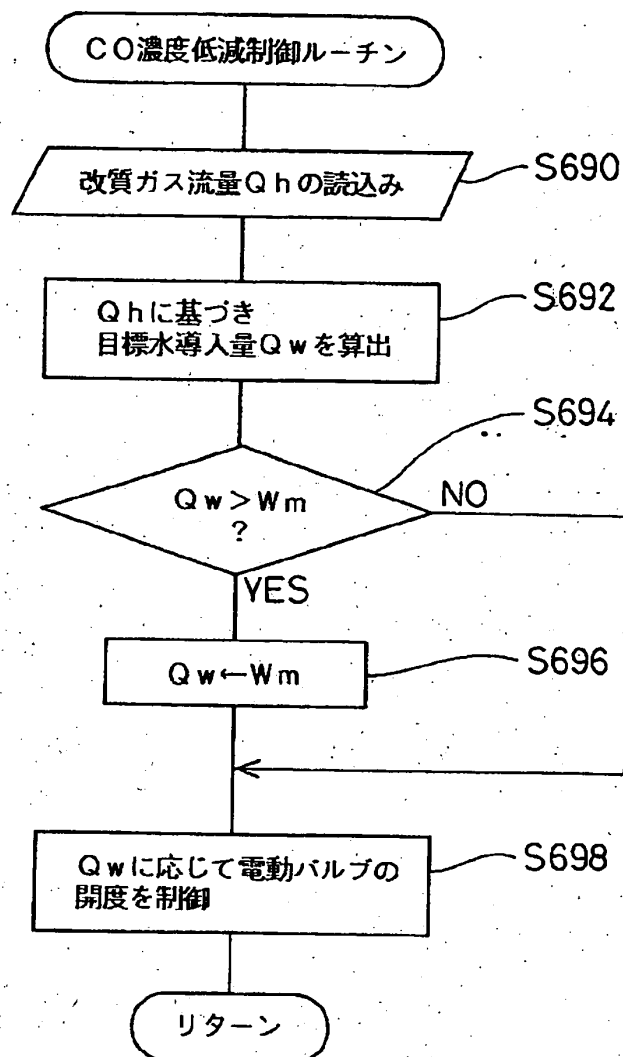 CO濃度低減制御ルーチン
改質ガス流量Qhの読込み
S690
Qhに基づき
目標水導入量Qwを算出
S692
S694
Qw>Wm
?
NO
YES
Qw←Wm
S696
Qwに応じて電動バルブの
開度を制御
S698
リターン